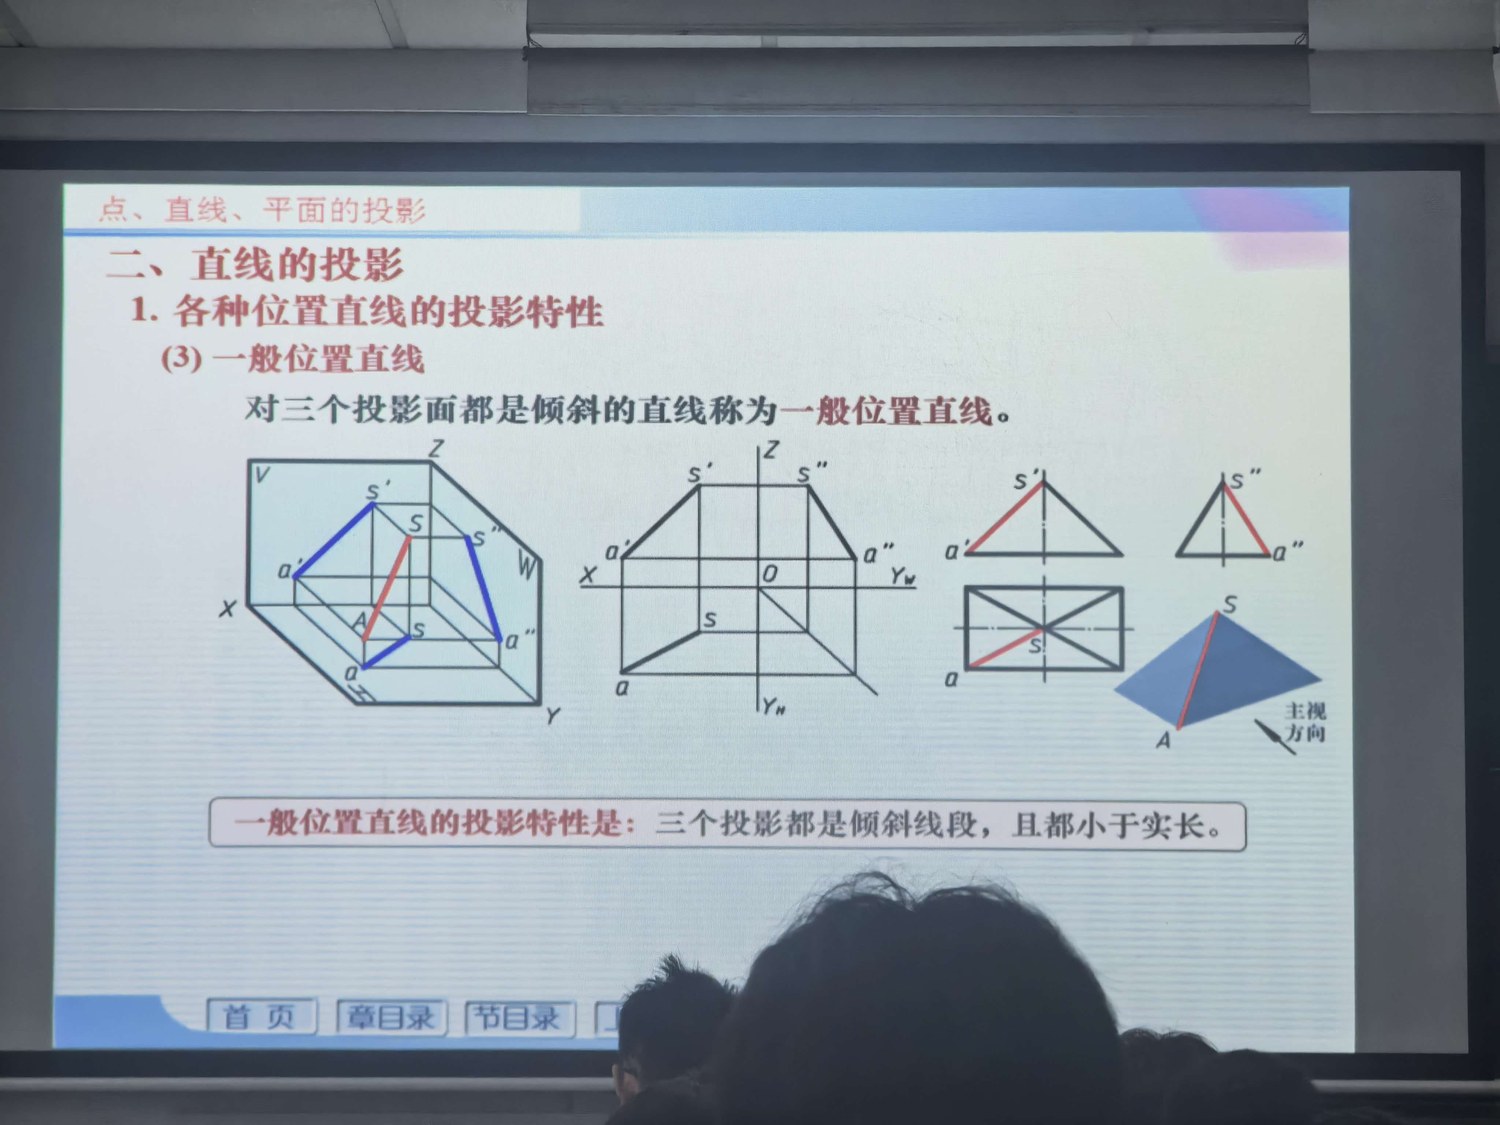 点、直线、平面的投影
二、直线的投影
1. 各种位置直线的投影特性
(3) 一般位置直线
对三个投影面都是倾斜的直线称为一般位置直线。
Z
V
s'
S
s"
W
a'
X
A
s
a"
a
H
Y
Z
s'
s"
a'
a"
X
O
Yw
s
a
YH
s'
a'
s"
a"
s
a
S
A
主视
方向
一般位置直线的投影特性是：三个投影都是倾斜线段，且都小于实长。
首 页
章目录
节目录